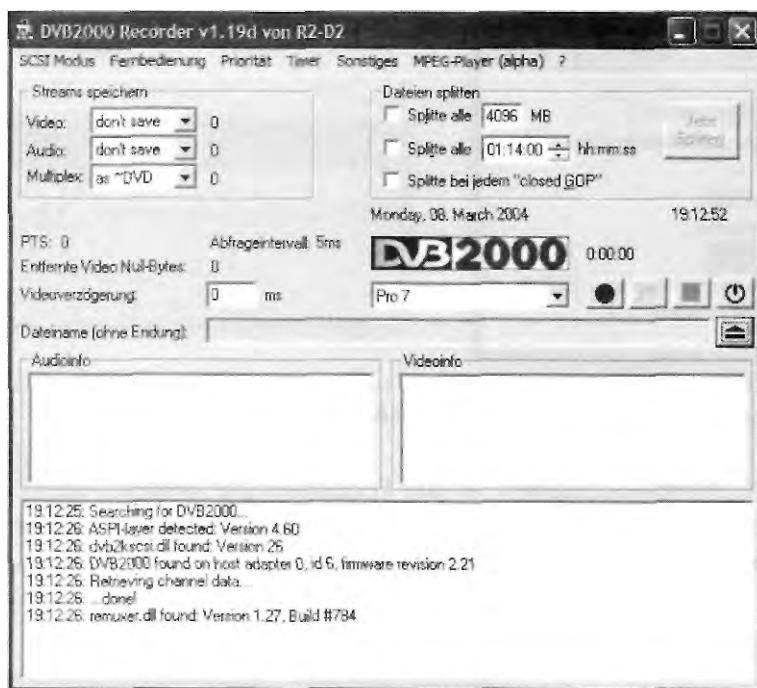 DVB2000 Recorder v1.19d von R2-D2
SCSI Modus Fernbedienung Priorität Timer Sonstiges MPEG-Player (alpha) ?
Streams speichern
Video: don't save 0
Audio: don't save 0
Multiplex: as ~DVD 0
Dateien splitten
Splitte alle 4096 MB
Splitte alle 01:14:00 hh:mm:ss
Splitte bei jedem "closed GOP"
Jetzt
Monday, 08. March 2004 19:12:52
PTS: 0 Abfrageintervall: 5ms
DVB2000 0:00:00
Entfernte Video Null-Bytes: 0
Videoverzögerung: 0 ms
Pro 7
Dateiname (ohne Endung):
Audioinfo
Videoinfo
19:12:25: Searching for DVB2000...
19:12:26: ASPI-layer detected: Version 4.60
19:12:26: dvb2kscsi.dll found: Version 26
19:12:26: DVB2000 found on host adapter 0, id 6, firmware revision 2.21
19:12:26: Retrieving channel data...
19:12:26: ...done!
19:12:26: remuxer.dll found: Version 1.27, Build #784